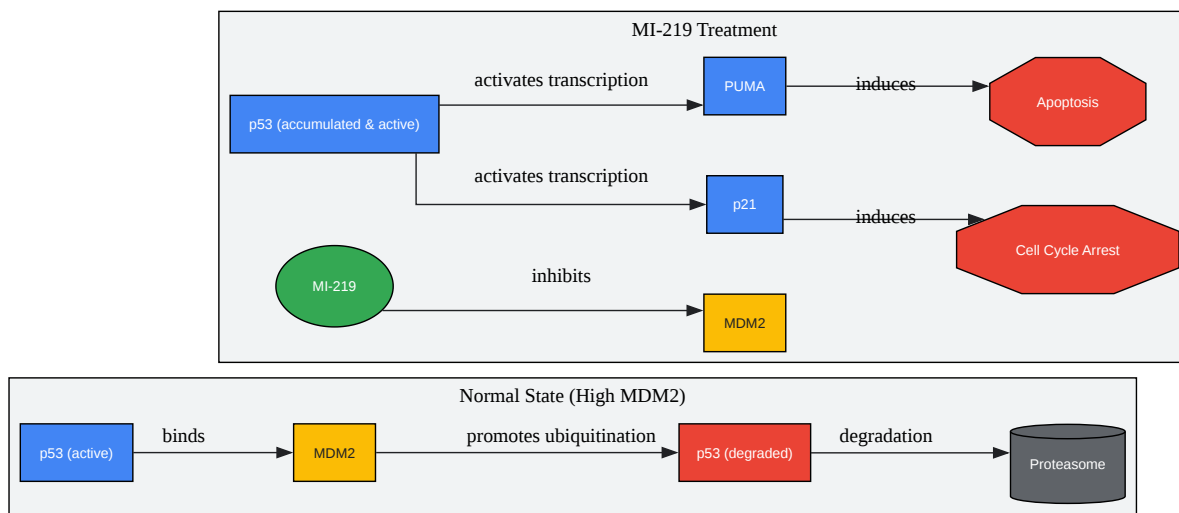 MI-219 Treatment
activates transcription
PUMA
induces
Apoptosis
p53 (accumulated & active)
activates transcription
p21
induces
Cell Cycle Arrest
MI-219
inhibits
MDM2
Normal State (High MDM2)
p53 (active)
binds
MDM2
promotes ubiquitination
p53 (degraded)
degradation
Proteasome